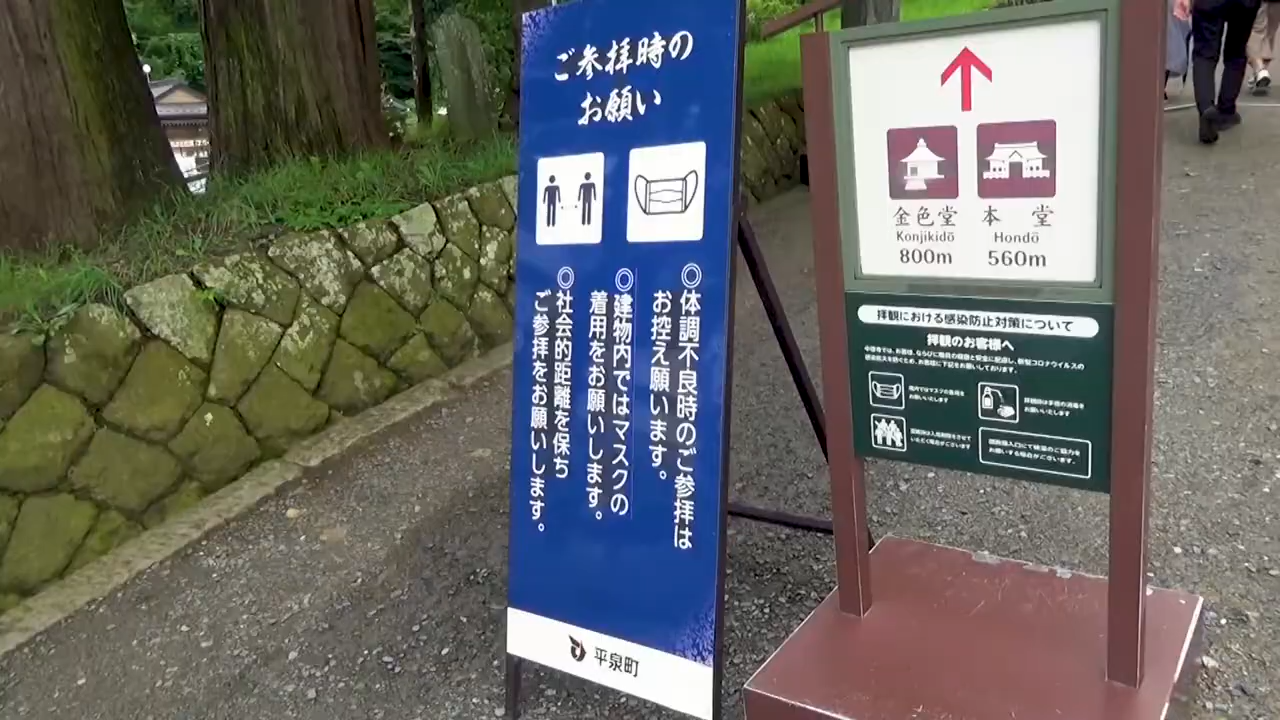 ご参拝時の
お願い
◎体調不良時のご参拝は
お控え願います。
◎建物内ではマスクの
着用をお願いします。
◎社会的距離を保ち
ご参拝をお願いします。
平泉町
金色堂
Konjikidō
800m
本 堂
Hondō
560m
拝観における感染防止対策について
拝観のお客様へ